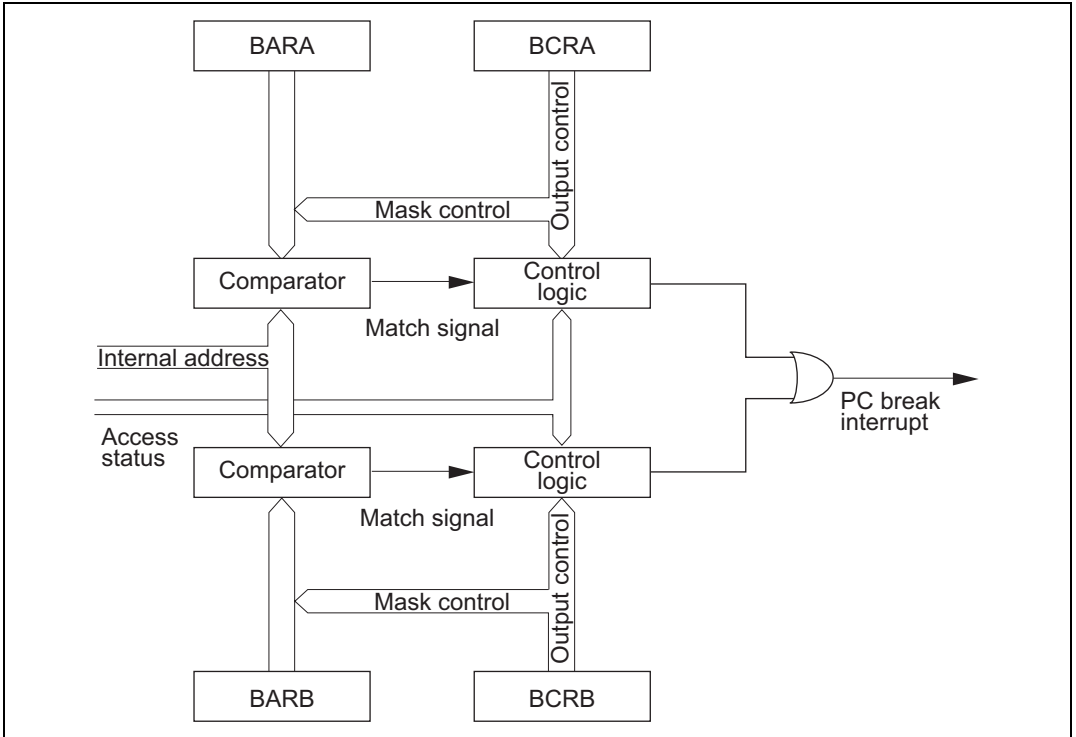 BARA
BCRA
Output control
Mask control
Comparator
Control
logic
Match signal
Internal address
Access
status
PC break
interrupt
Comparator
Control
logic
Match signal
Output control
Mask control
BARB
BCRB